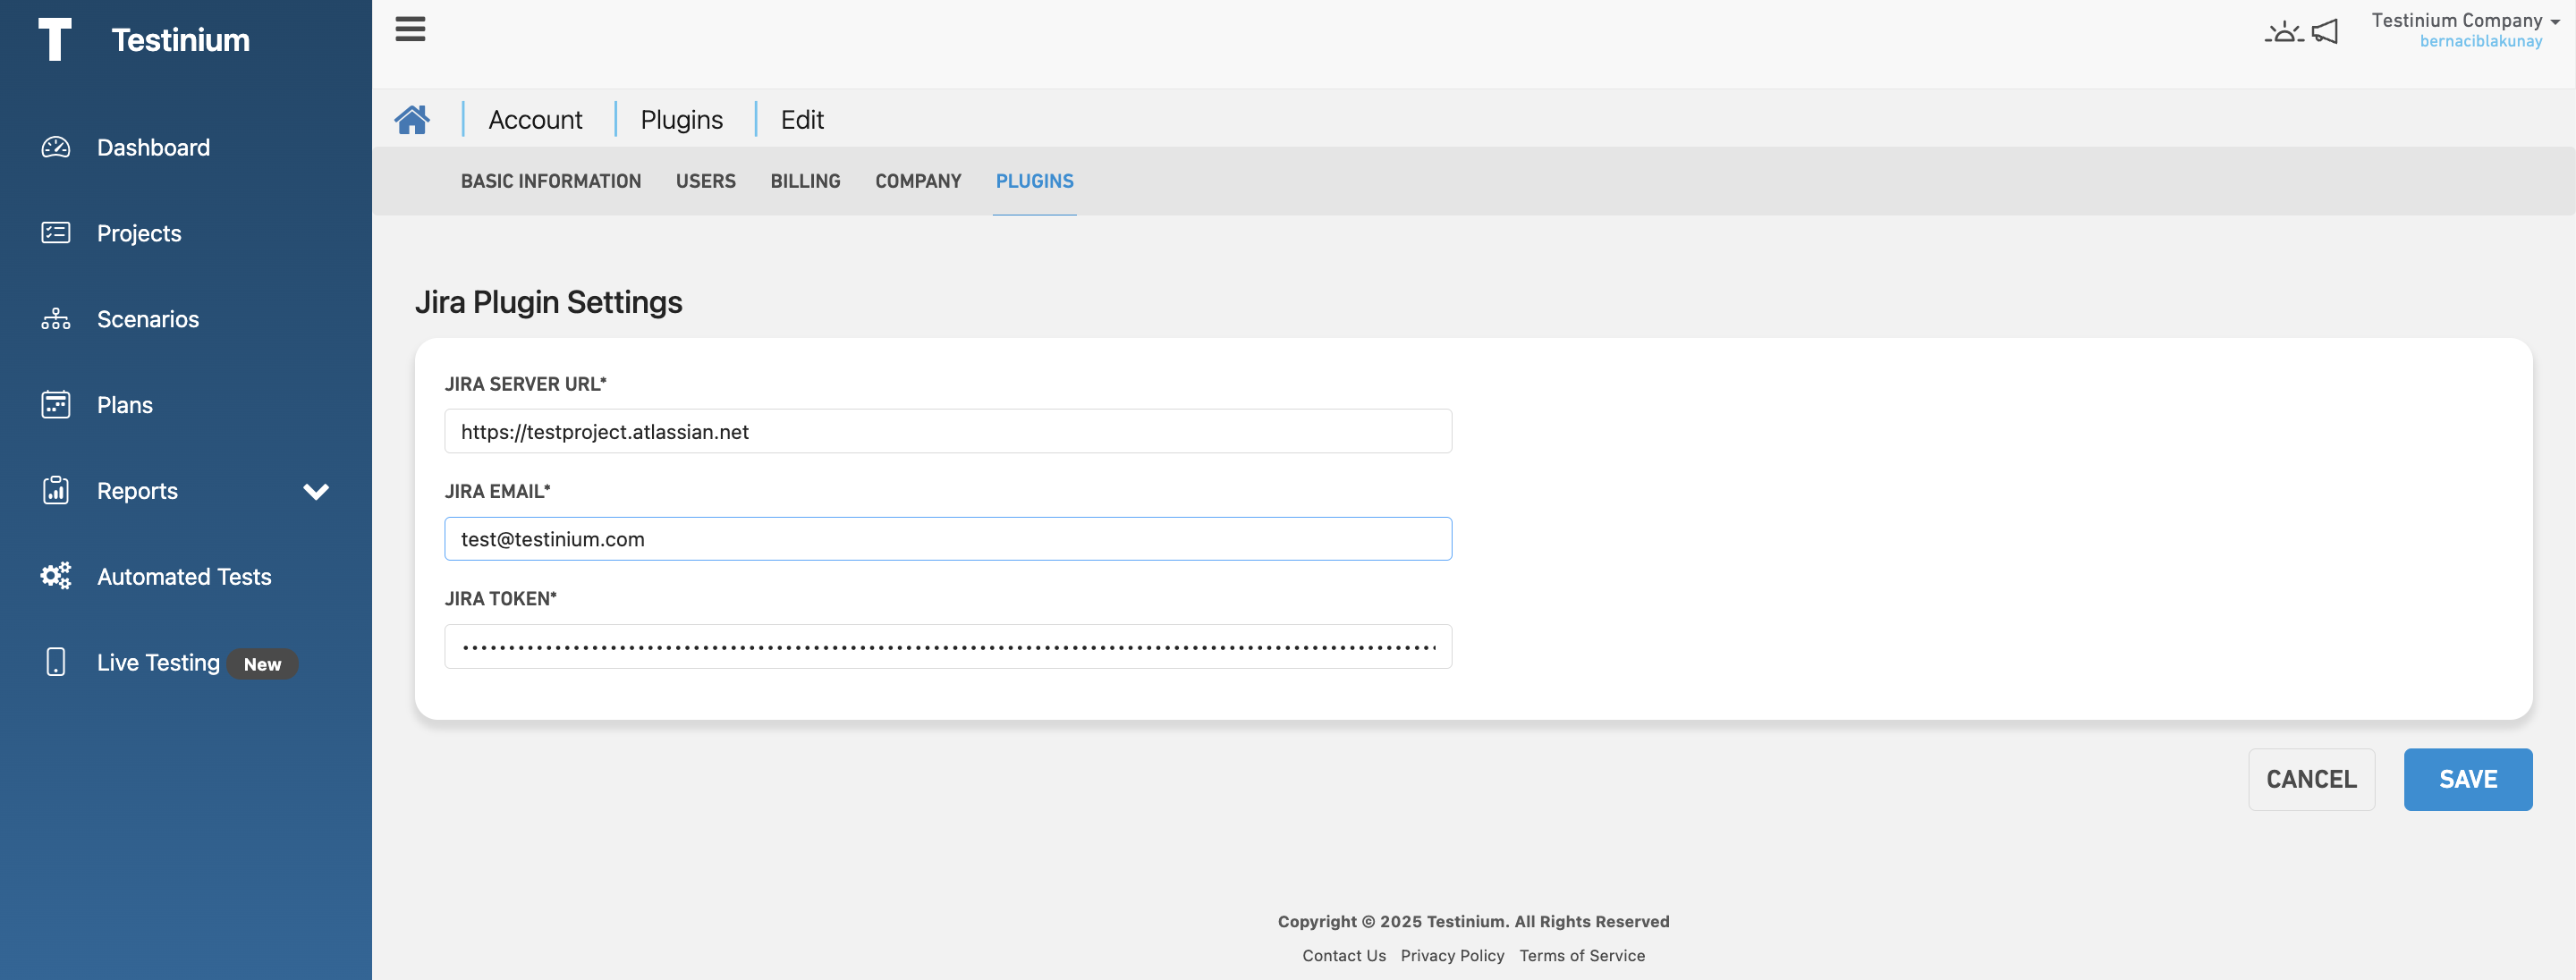 T Testinium
Testinium Company
bernaciblakunay
Dashboard
Projects
Scenarios
Plans
Reports
Automated Tests
Live Testing New
Account Plugins Edit
BASIC INFORMATION USERS BILLING COMPANY PLUGINS
Jira Plugin Settings
JIRA SERVER URL*
https://testproject.atlassian.net
JIRA EMAIL*
test@testinium.com
JIRA TOKEN*
CANCEL SAVE
Copyright © 2025 Testinium. All Rights Reserved
Contact Us Privacy Policy Terms of Service